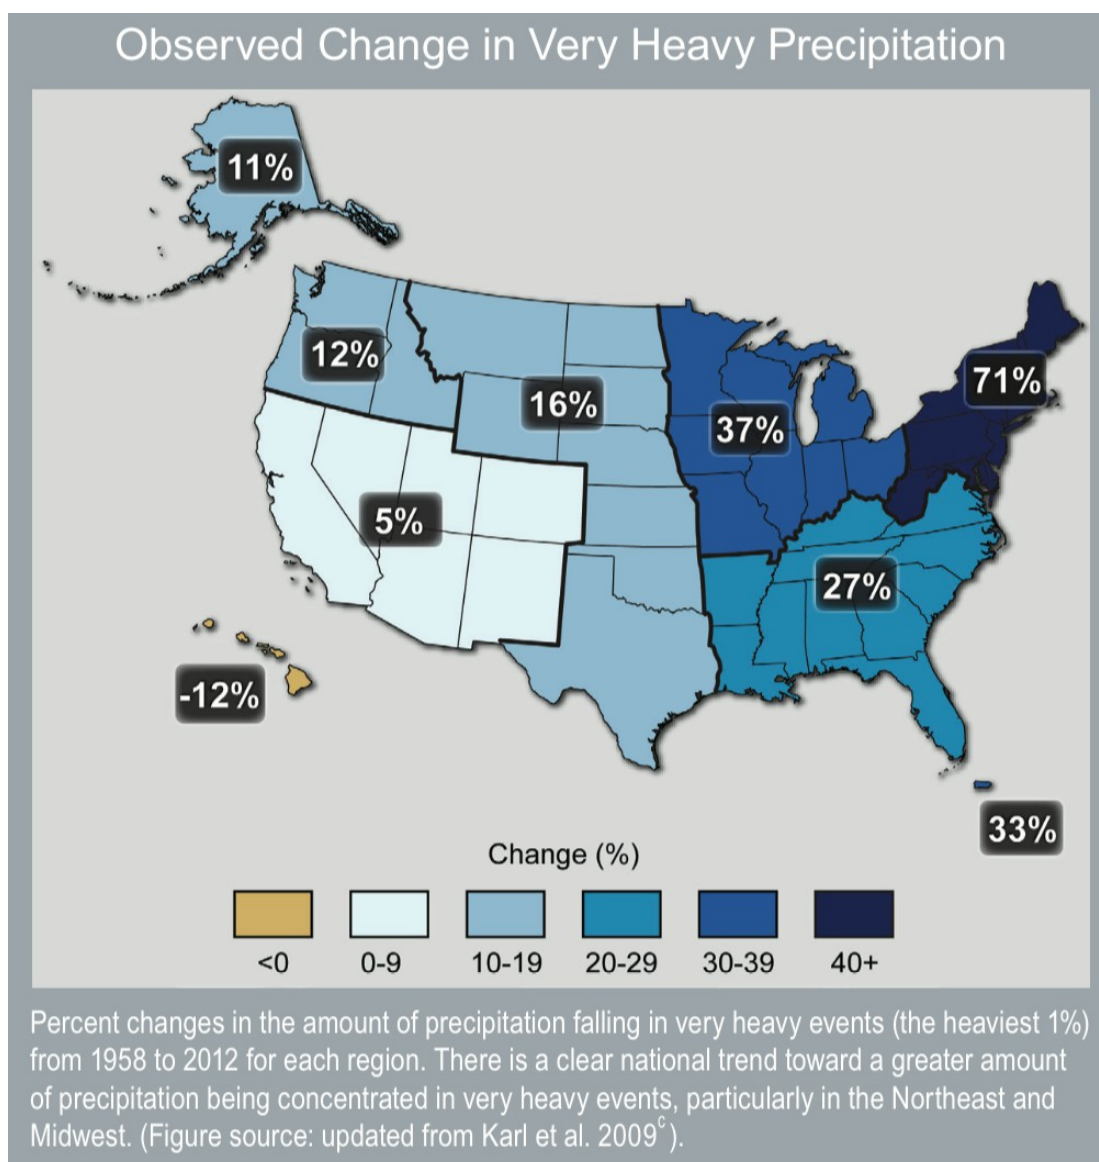 Observed Change in Very Heavy Precipitation
11%
12%
16%
37%
71%
5%
27%
-12%
33%
Change (%)
<0
0-9
10-19
20-29
30-39
40+
Percent changes in the amount of precipitation falling in very heavy events (the heaviest 1%)
from 1958 to 2012 for each region. There is a clear national trend toward a greater amount
of precipitation being concentrated in very heavy events, particularly in the Northeast and
Midwest. (Figure source: updated from Karl et al. 2009ᶜ).